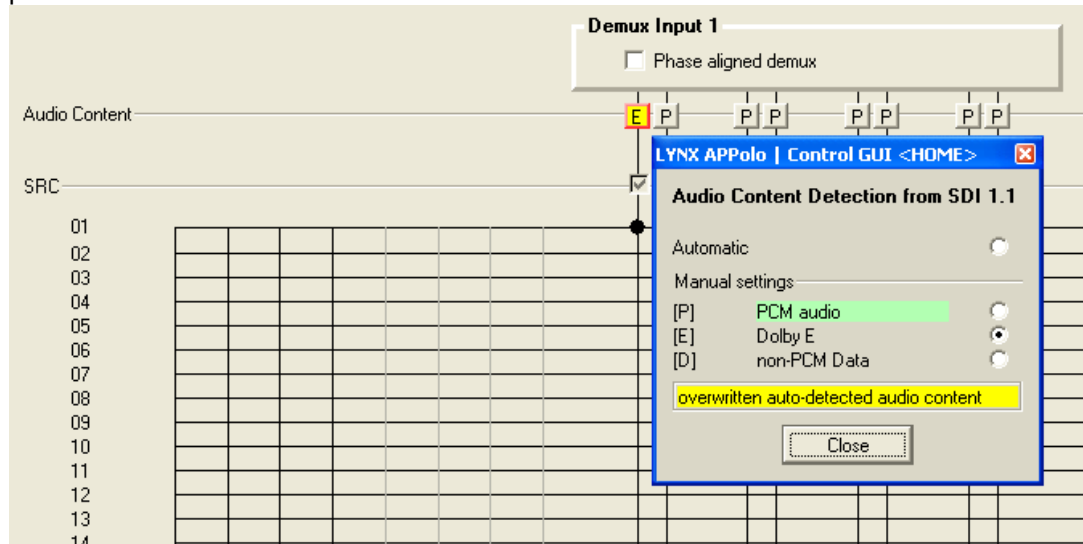 Demux Input 1
Phase aligned demux
Audio Content
E P P P P P P P
LYNX APPolo | Control GUI <HOME>
SRC
Audio Content Detection from SDI 1.1
01
Automatic
02
03
Manual settings
04
[P] PCM audio
05
[E] Dolby E
06
[D] non-PCM Data
07
08
overwritten auto-detected audio content
09
10
Close
11
12
13
14